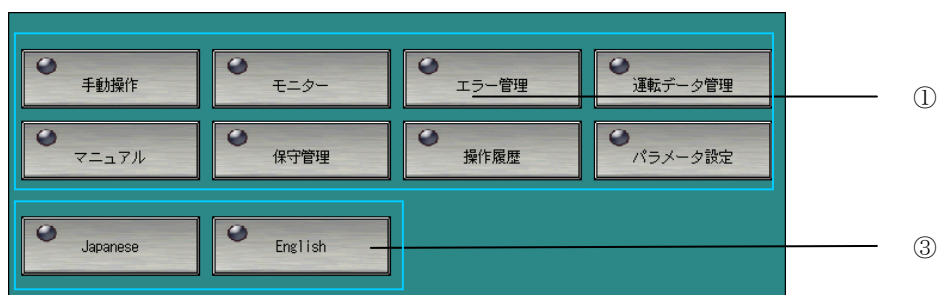 手動操作 モニター エラー管理 運転データ管理 ①
マニュアル 保守管理 操作履歴 パラメータ設定
Japanese English ③